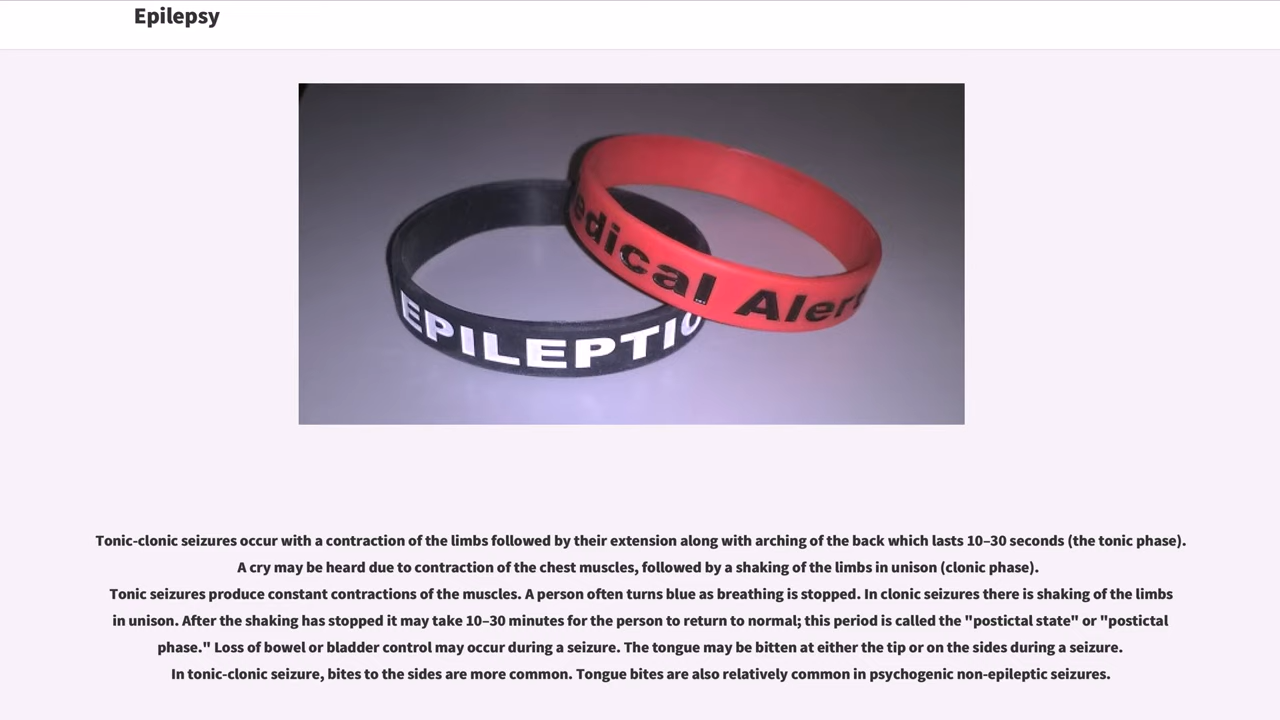 Epilepsy
edical Alert
EPILEPTIC
Tonic-clonic seizures occur with a contraction of the limbs followed by their extension along with arching of the back which lasts 10–30 seconds (the tonic phase).
A cry may be heard due to contraction of the chest muscles, followed by a shaking of the limbs in unison (clonic phase).
Tonic seizures produce constant contractions of the muscles. A person often turns blue as breathing is stopped. In clonic seizures there is shaking of the limbs
in unison. After the shaking has stopped it may take 10–30 minutes for the person to return to normal; this period is called the "postictal state" or "postictal
phase." Loss of bowel or bladder control may occur during a seizure. The tongue may be bitten at either the tip or on the sides during a seizure.
In tonic-clonic seizure, bites to the sides are more common. Tongue bites are also relatively common in psychogenic non-epileptic seizures.